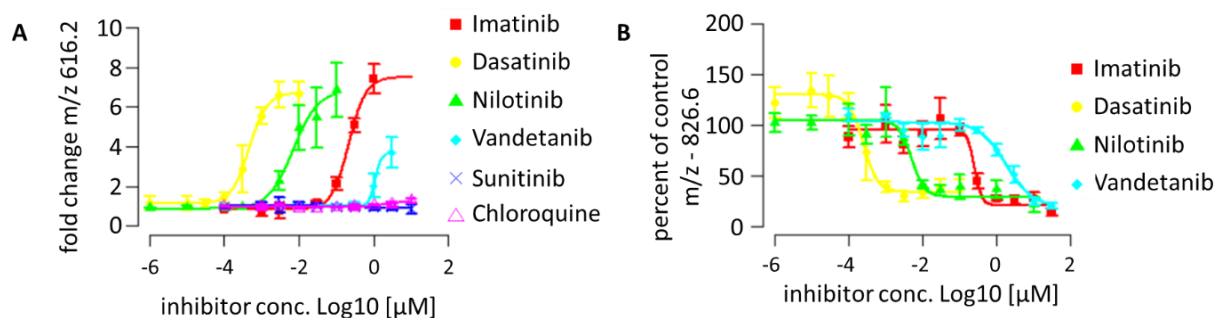 A
fold change m/z 616.2
10
8
6
4
2
0
-6
-4
-2
0
2
inhibitor conc. Log10 [µM]
Imatinib
Dasatinib
Nilotinib
Vandetanib
Sunitinib
Chloroquine
B
percent of control
m/z - 826.6
200
150
100
50
0
-6
-4
-2
0
2
inhibitor conc. Log10 [µM]
Imatinib
Dasatinib
Nilotinib
Vandetanib